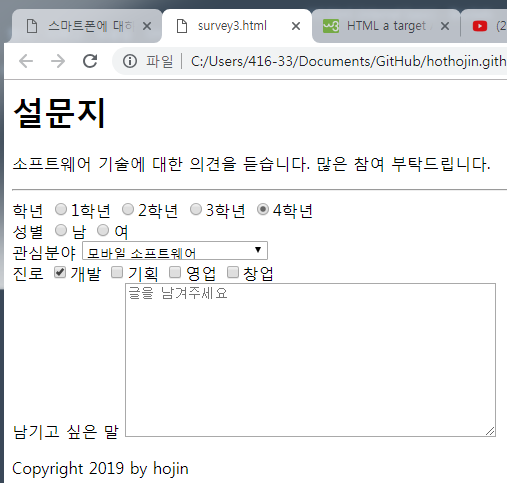 스마트폰에 대하
survey3.html
w3
HTML a target
(2
파일
C:/Users/416-33/Documents/GitHub/hothojin.gith
설문지
소프트웨어 기술에 대한 의견을 듣습니다. 많은 참여 부탁드립니다.
학년 1학년 2학년 3학년 4학년
성별 남 여
관심분야 모바일 소프트웨어
진로 개발 기획 영업 창업
글을 남겨주세요
남기고 싶은 말
Copyright 2019 by hojin